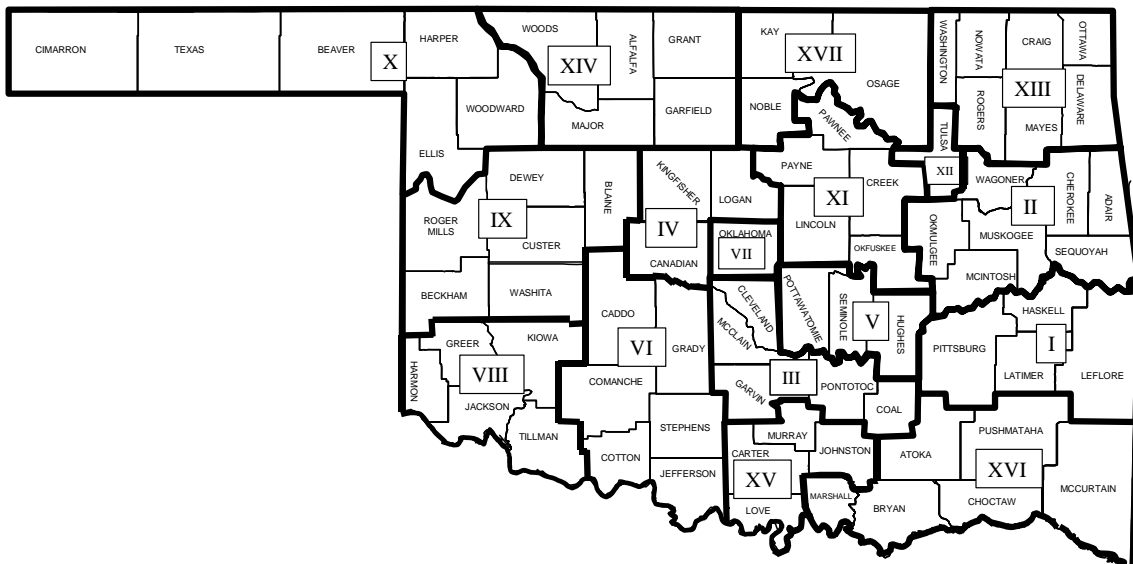 CIMARRON
TEXAS
BEAVER
HARPER
X
WOODS
ALFALFA
GRANT
XIV
MAJOR
GARFIELD
WOODWARD
ELLIS
KAY
XVII
OSAGE
NOBLE
PAWNEE
WASHINGTON
NOWATA
CRAIG
OTTAWA
XIII
ROGERS
MAYES
DELAWARE
TULSA
XII
DEWEY
BLAINE
ROGER
MILLS
IX
CUSTER
BECKHAM
WASHITA
KINGFISHER
LOGAN
IV
CANADIAN
OKLAHOMA
VII
PAYNE
CREEK
XI
LINCOLN
OKFUSKEE
WAGONER
CHEROKEE
ADAIR
II
OKMULGEE
MUSKOGEE
SEQUOYAH
MCINTOSH
CADDO
GRADY
VI
COMANCHE
STEPHENS
COTTON
JEFFERSON
GREER
KIOWA
HARMON
VIII
JACKSON
TILLMAN
CLEVELAND
MCCLAIN
III
GARVIN
PONTOTOC
COAL
POTTAWATOMIE
SEMINOLE
V
HUGHES
HASKELL
PITTSBURG
I
LATIMER
LEFLORE
MURRAY
CARTER
JOHNSTON
XV
LOVE
MARSHALL
ATOKA
PUSHMATAHA
XVI
BRYAN
CHOCTAW
MCCURTAIN